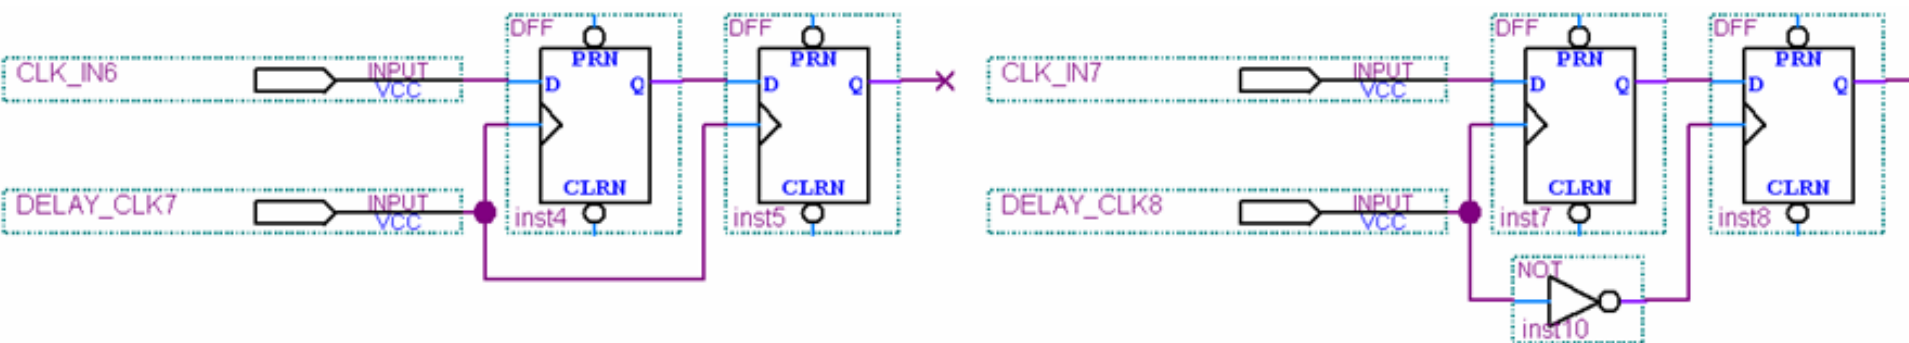 DFF
DFF
DFF
DFF
PRN
PRN
PRN
PRN
CLK_IN6
INPUT
VCC
D
Q
D
Q
CLK_IN7
INPUT
VCC
D
Q
D
Q
DELAY_CLK7
INPUT
VCC
CLRN
inst4
CLRN
inst5
DELAY_CLK8
INPUT
VCC
CLRN
inst7
CLRN
inst8
NOT
inst10